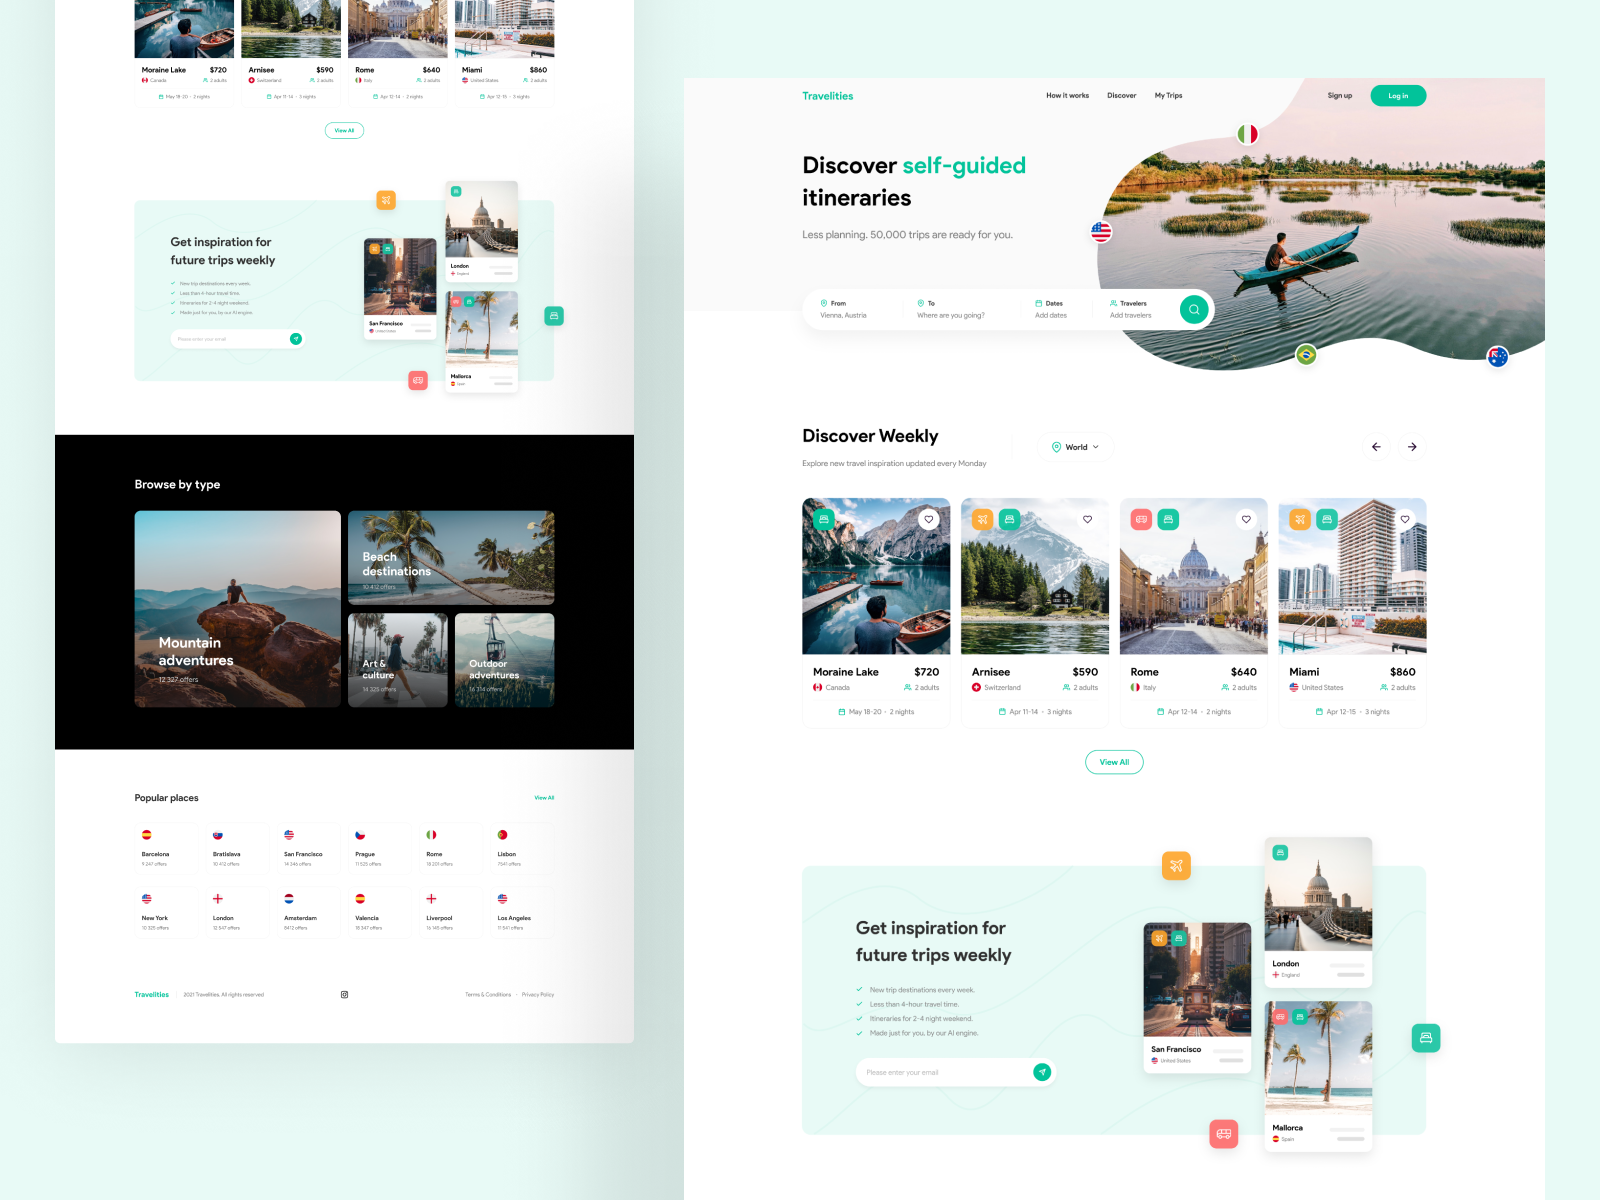 Moraine Lake $720
Canada 2 adults
May 18-20 - 2 nights
Arnisee $590
Switzerland 2 adults
Apr 11-14 - 3 nights
Rome $640
Italy 2 adults
Apr 12-14 - 2 nights
Miami $860
United States 2 adults
Apr 12-15 - 3 nights
View All
Get inspiration for
future trips weekly
New trip destinations every week.
Less than 4-hour travel time.
Itineraries for 2-4 night weekend.
Made just for you, by our AI engine.
Please enter your email
San Francisco
United States
London
England
Mallorca
Spain
Browse by type
Mountain
adventures
12 327 offers
Beach
destinations
10 412 offers
Art &
culture
14 325 offers
Outdoor
adventures
16 314 offers
Popular places
View All
Barcelona
9 247 offers
Bratislava
10 412 offers
San Francisco
14 346 offers
Prague
11 525 offers
Rome
18 201 offers
Lisbon
7541 offers
New York
10 325 offers
London
12 547 offers
Amsterdam
8412 offers
Valencia
18 347 offers
Liverpool
16 145 offers
Los Angeles
11 541 offers
Travelities
2021 Travelities. All rights reserved
Terms & Conditions - Privacy Policy
Travelities
How it works
Discover
My Trips
Sign up
Log in
Discover self-guided
itineraries
Less planning. 50,000 trips are ready for you.
From
Vienna, Austria
To
Where are you going?
Dates
Add dates
Travelers
Add travelers
Discover Weekly
Explore new travel inspiration updated every Monday
World
Moraine Lake $720
Canada 2 adults
May 18-20 - 2 nights
Arnisee $590
Switzerland 2 adults
Apr 11-14 - 3 nights
Rome $640
Italy 2 adults
Apr 12-14 - 2 nights
Miami $860
United States 2 adults
Apr 12-15 - 3 nights
View All
Get inspiration for
future trips weekly
New trip destinations every week.
Less than 4-hour travel time.
Itineraries for 2-4 night weekend.
Made just for you, by our AI engine.
Please enter your email
San Francisco
United States
London
England
Mallorca
Spain